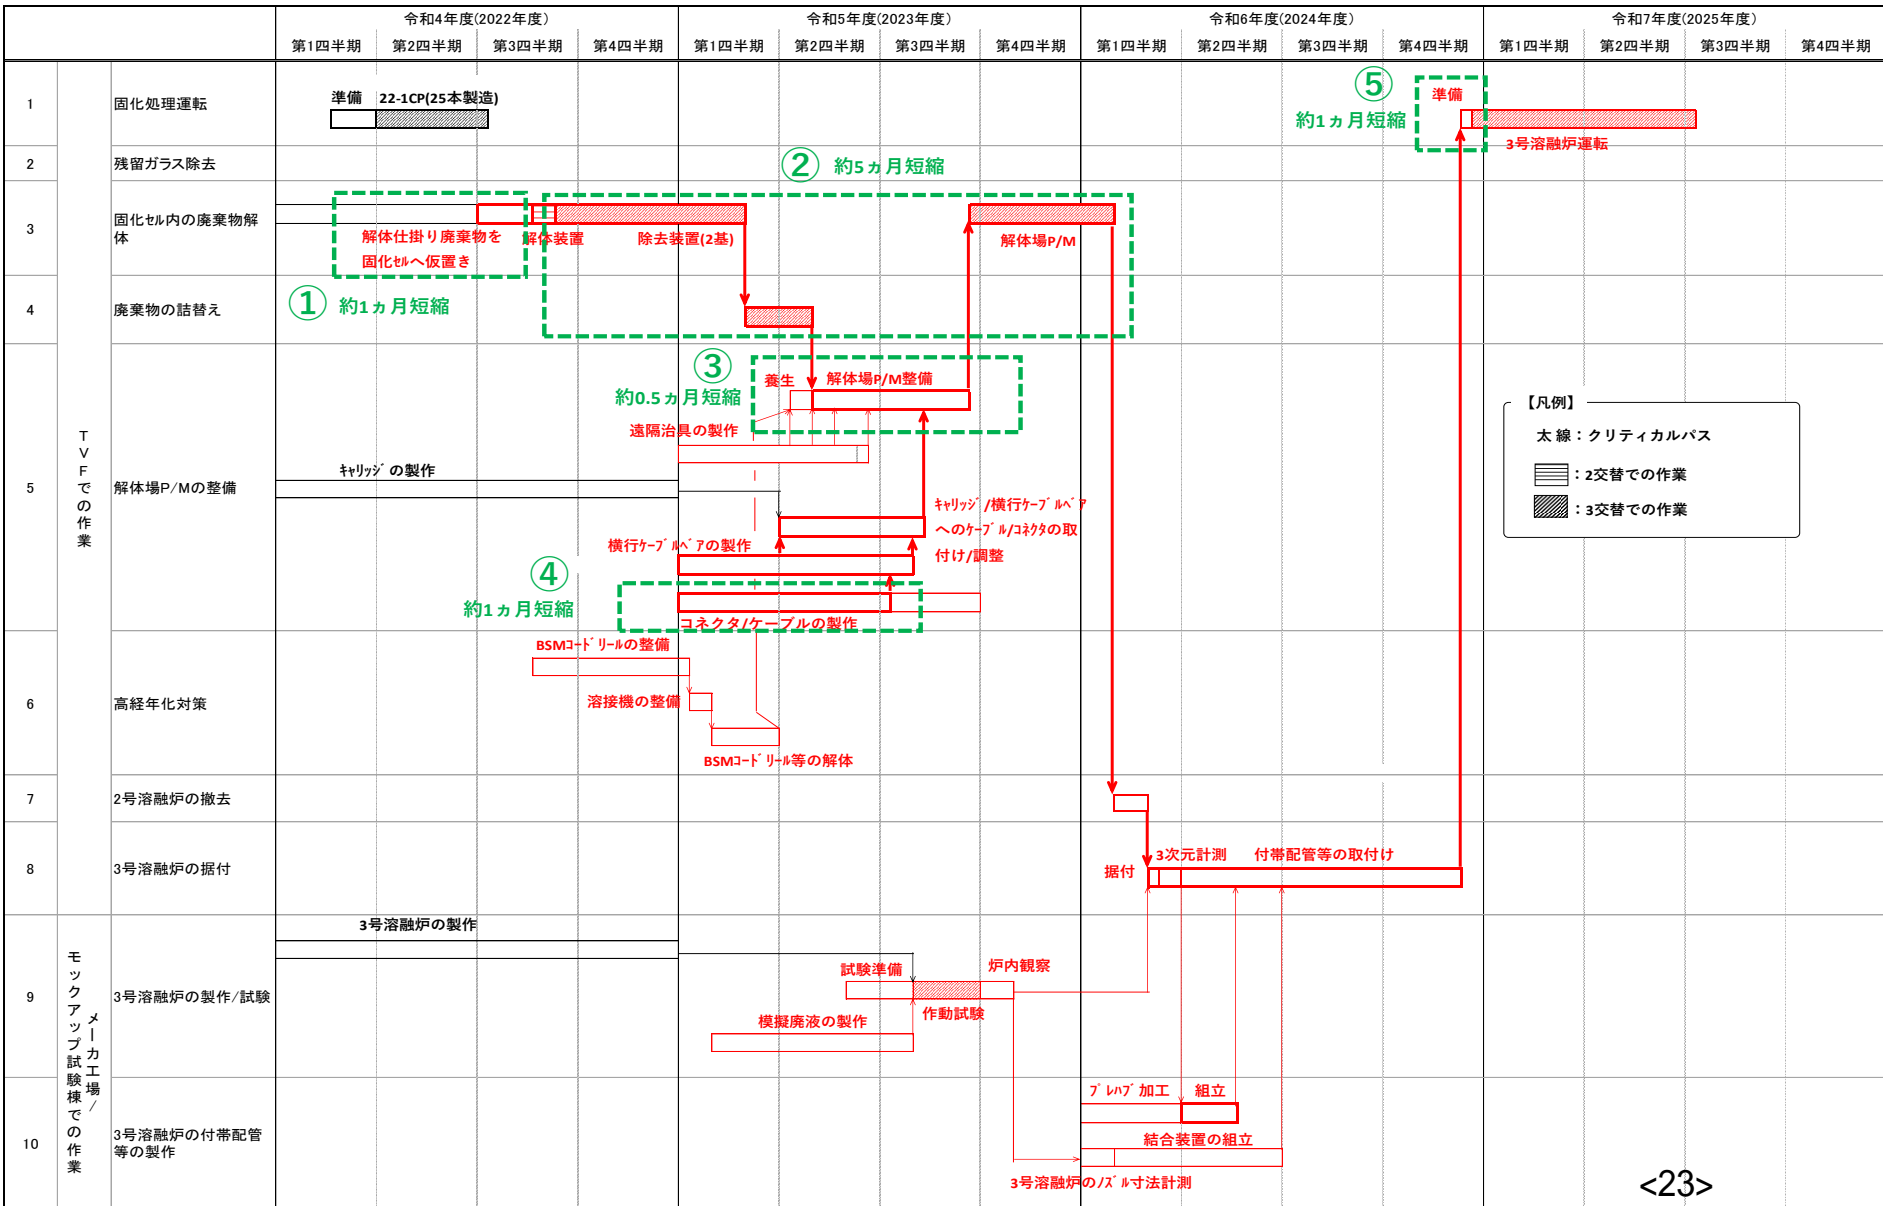 令和4年度(2022年度)
令和5年度(2023年度)
令和6年度(2024年度)
令和7年度(2025年度)
第1四半期 第2四半期 第3四半期 第4四半期 第1四半期 第2四半期 第3四半期 第4四半期 第1四半期 第2四半期 第3四半期 第4四半期 第1四半期 第2四半期 第3四半期 第4四半期
TVFでの作業
1
固化処理運転
準備
22-1CP(25本製造)
⑤
約1ヵ月短縮
準備
3号溶融炉運転
2
残留ガラス除去
②
約5ヵ月短縮
3
固化ｾﾙ内の廃棄物解
体
解体仕掛り廃棄物を
固化ｾﾙへ仮置き
解体装置
除去装置(2基)
解体場P/M
①
約1ヵ月短縮
4
廃棄物の詰替え
5
解体場P/Mの整備
③
約0.5ヵ月短縮
養生
解体場P/M整備
遠隔治具の製作
ｷｬﾘｯｼﾞの製作
ｷｬﾘｯｼﾞ/横行ｹｰﾌﾞﾙﾍﾞｱ
へのｹｰﾌﾞﾙ/ｺﾈｸﾀの取
付け/調整
横行ｹｰﾌﾞﾙﾍﾞｱの製作
④
約1ヵ月短縮
コネクタ/ケーブルの製作
【凡例】
太線：クリティカルパス
：2交替での作業
：3交替での作業
6
高経年化対策
BSMｺｰﾄﾞﾘｰﾙの整備
溶接機の整備
BSMｺｰﾄﾞﾘｰﾙ等の解体
7
2号溶融炉の撤去
8
3号溶融炉の据付
据付
3次元計測
付帯配管等の取付け
メーカ工場/
モックアップ試験棟での作業
9
3号溶融炉の製作/試験
3号溶融炉の製作
試験準備
炉内観察
作動試験
模擬廃液の製作
10
3号溶融炉の付帯配管
等の製作
ﾌﾟﾚﾊﾌﾞ加工
組立
結合装置の組立
3号溶融炉のﾉｽﾞﾙ寸法計測
<23>